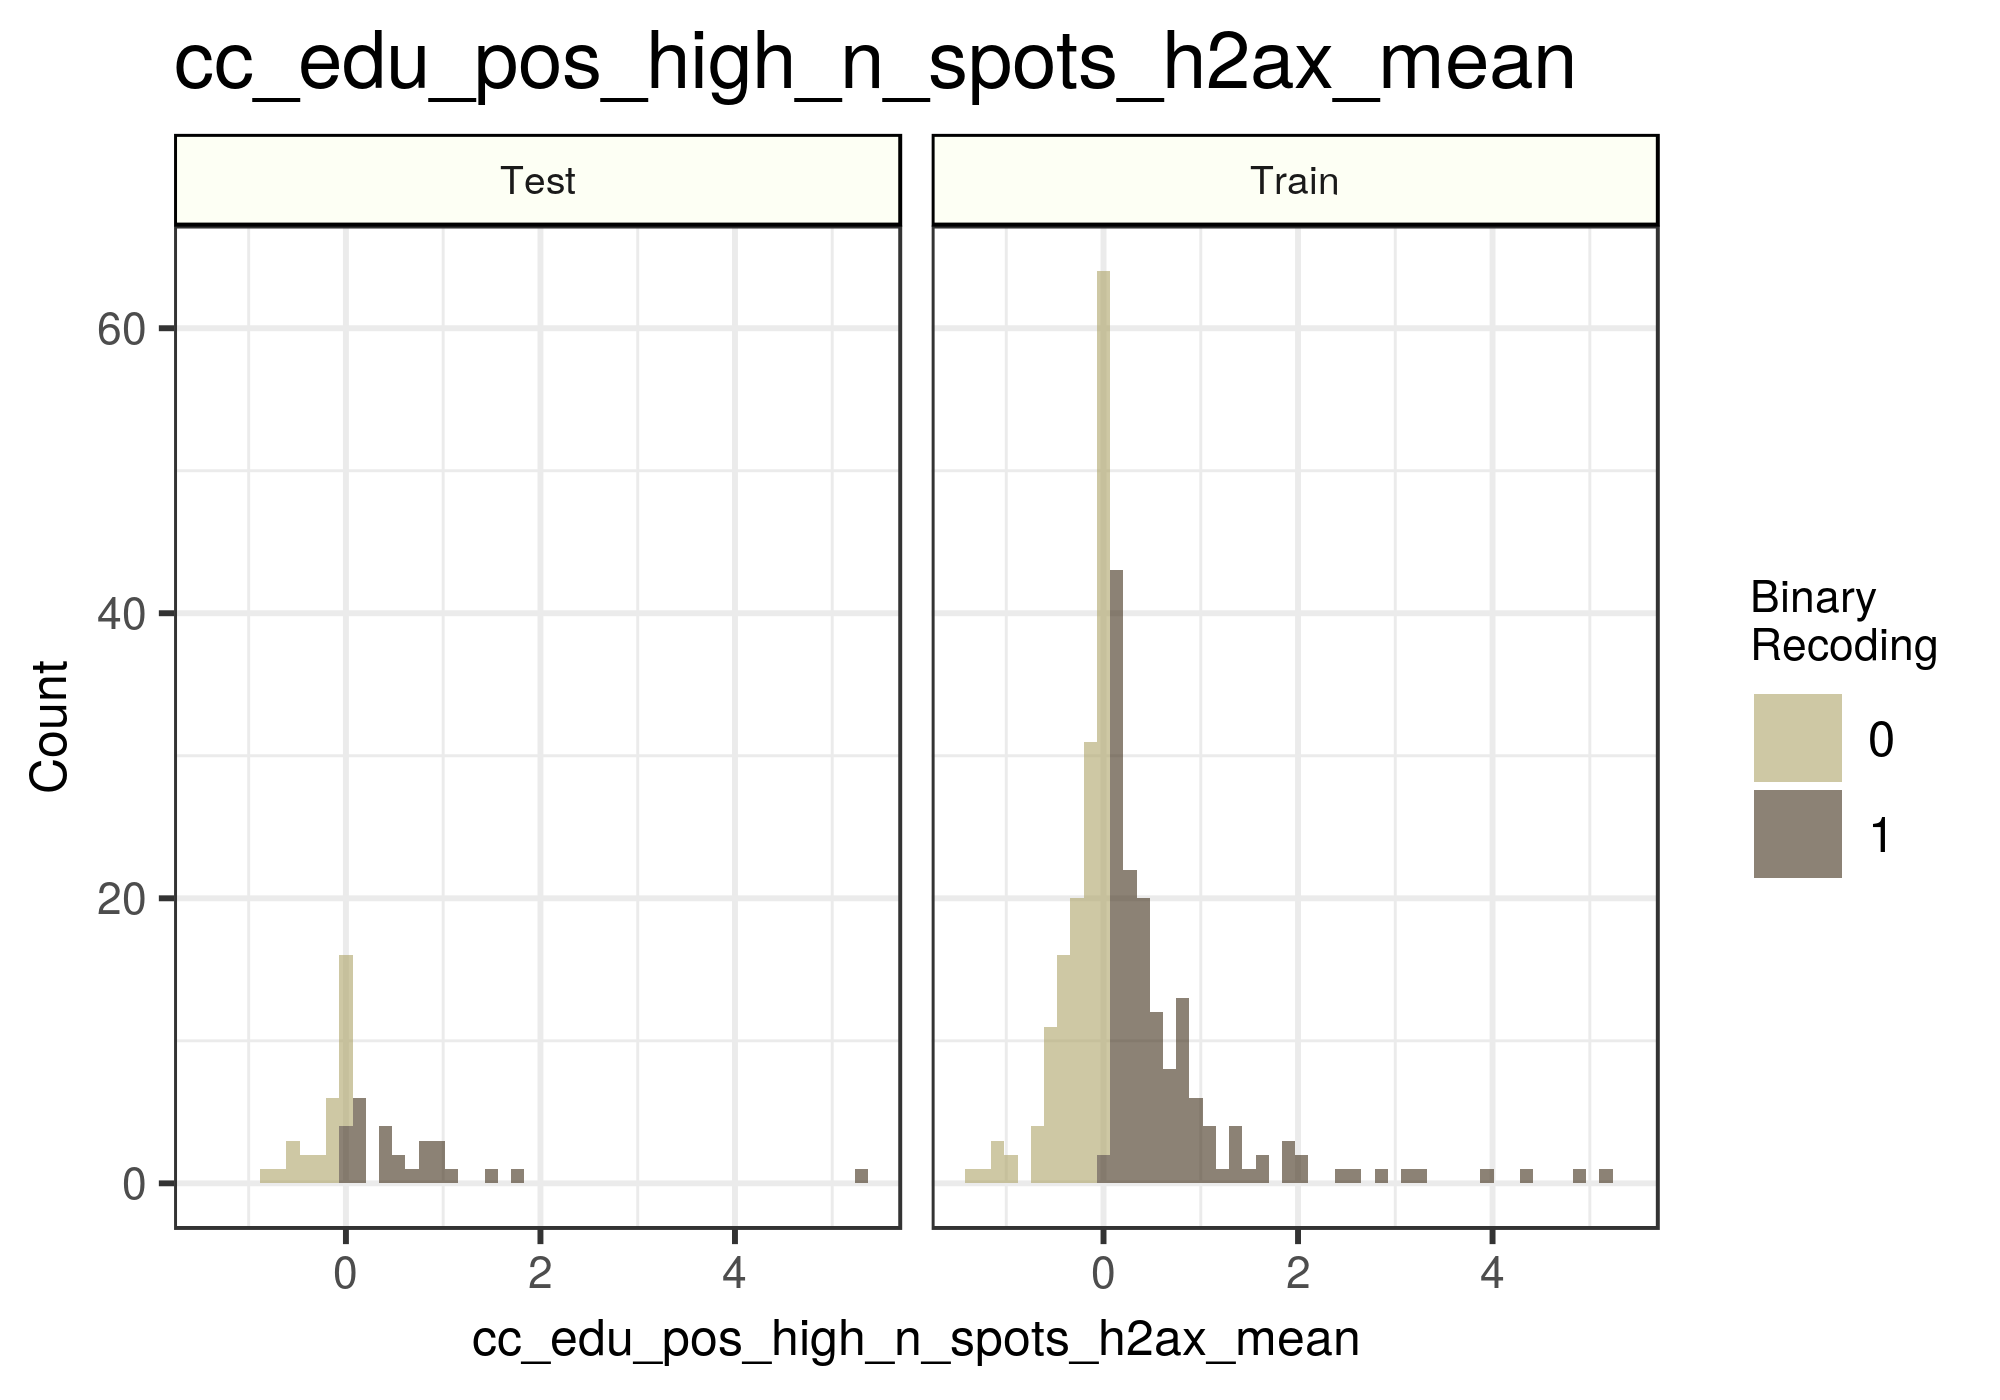 cc_edu_pos_high_n_spots_h2ax_mean
Test
Train
60
40
20
0
Count
0
2
4
0
2
4
cc_edu_pos_high_n_spots_h2ax_mean
Binary
Recoding
0
1